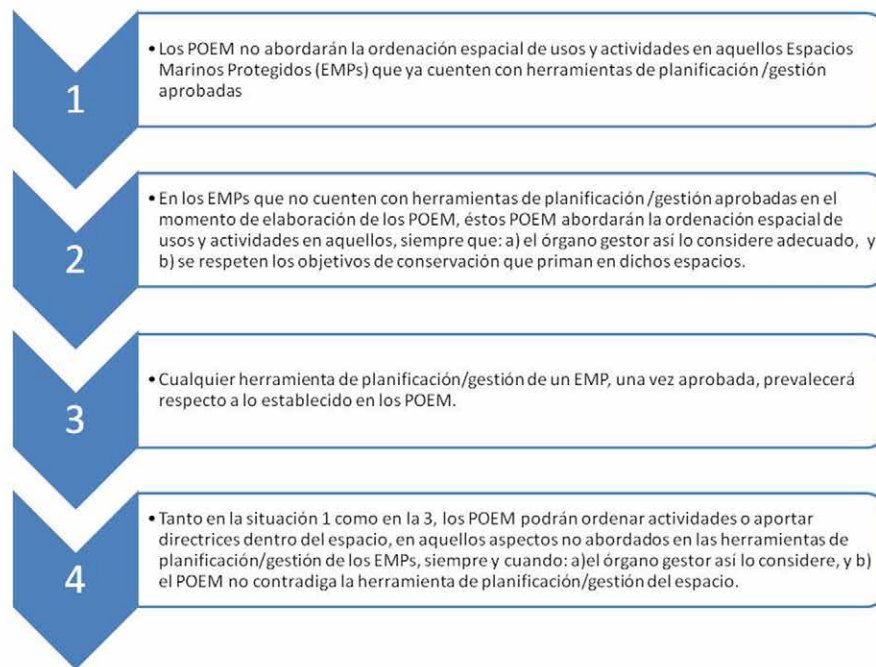 1
• Los POEM no abordarán la ordenación espacial de usos y actividades en aquellos Espacios
Marinos Protegidos (EMPs) que ya cuenten con herramientas de planificación /gestión
aprobadas
2
• En los EMPs que no cuenten con herramientas de planificación /gestión aprobadas en el
momento de elaboración de los POEM, éstos POEM abordarán la ordenación espacial de
usos y actividades en aquellos, siempre que: a) el órgano gestor así lo considere adecuado, y
b) se respeten los objetivos de conservación que priman en dichos espacios.
3
• Cualquier herramienta de planificación/gestión de un EMP, una vez aprobada, prevalecerá
respecto a lo establecido en los POEM.
4
• Tanto en la situación 1 como en la 3, los POEM podrán ordenar actividades o aportar
directrices dentro del espacio, en aquellos aspectos no abordados en las herramientas de
planificación/gestión de los EMPs, siempre y cuando: a)el órgano gestor así lo considere, y b)
el POEM no contradiga la herramienta de planificación/gestión del espacio.